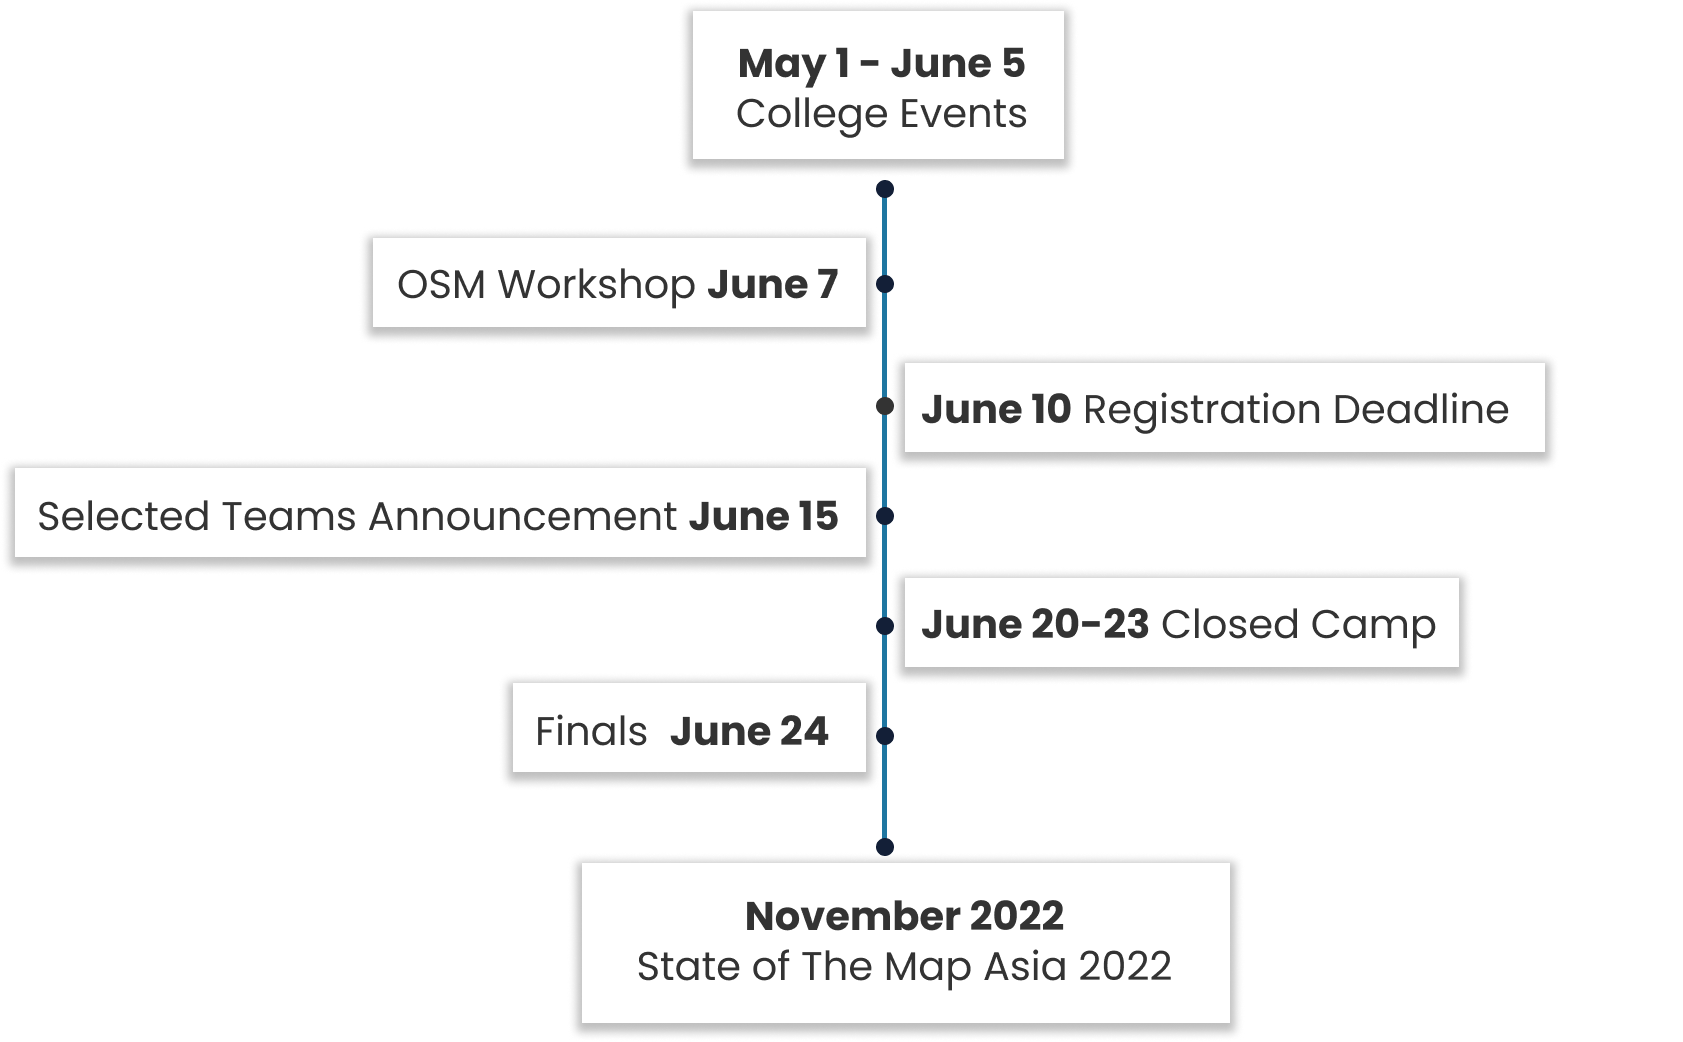 May 1 - June 5
College Events
OSM Workshop June 7
June 10 Registration Deadline
Selected Teams Announcement June 15
June 20-23 Closed Camp
Finals June 24
November 2022
State of The Map Asia 2022